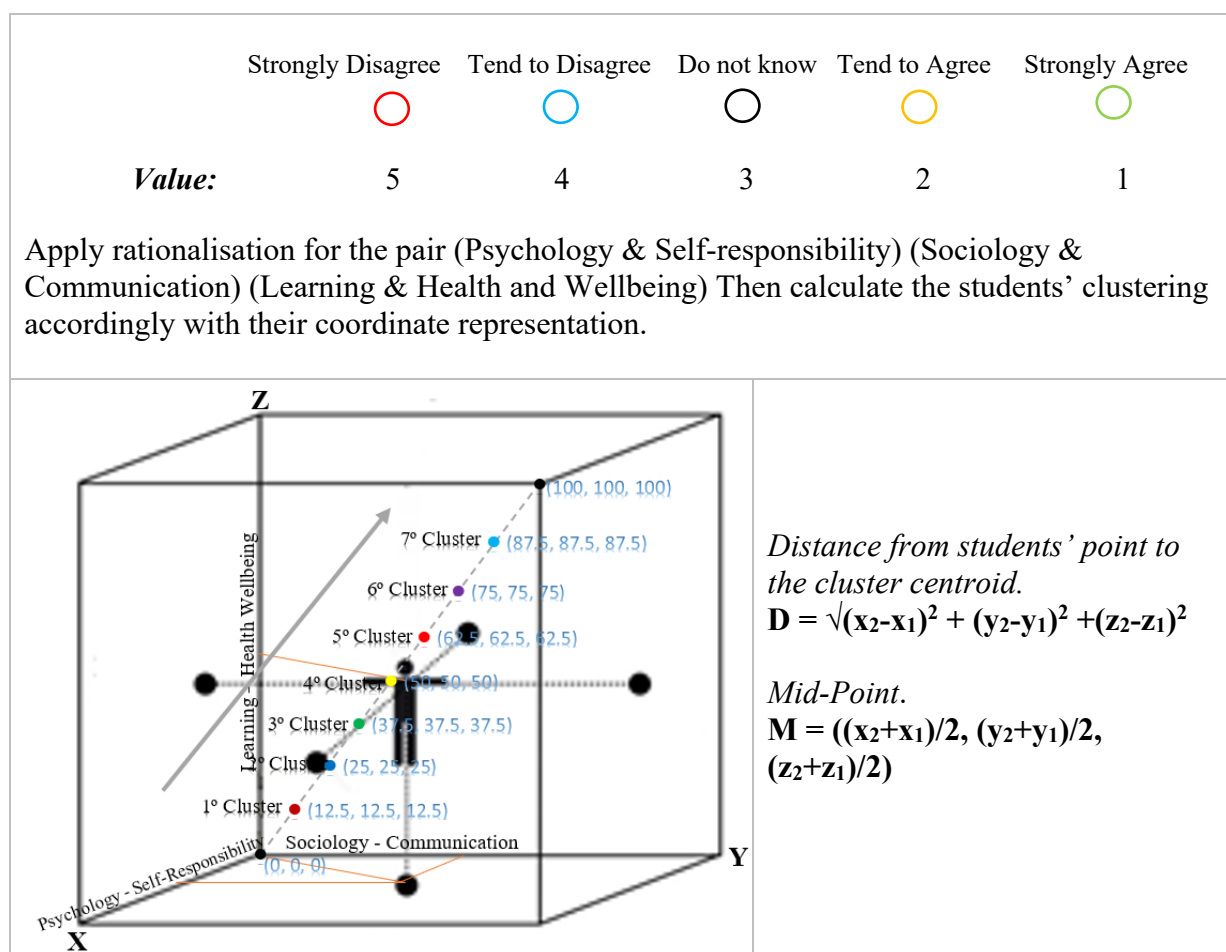 Strongly Disagree Tend to Disagree Do not know Tend to Agree Strongly Agree
Value: 5 4 3 2 1
Apply rationalisation for the pair (Psychology & Self-responsibility) (Sociology &
Communication) (Learning & Health and Wellbeing) Then calculate the students’ clustering
accordingly with their coordinate representation.
Z
(100, 100, 100)
7º Cluster (87.5, 87.5, 87.5)
6º Cluster (75, 75, 75)
5º Cluster (62.5, 62.5, 62.5)
4º Cluster (50, 50, 50)
3º Cluster (37.5, 37.5, 37.5)
(25, 25, 25)
1º Cluster (12.5, 12.5, 12.5)
Learning - Health Wellbeing
Sociology - Communication
Psychology - Self-Responsibility
(0, 0, 0)
Y
X
Distance from students’ point to
the cluster centroid.
D = √(x₂-x₁)² + (y₂-y₁)² +(z₂-z₁)²
Mid-Point.
M = ((x₂+x₁)/2, (y₂+y₁)/2,
(z₂+z₁)/2)